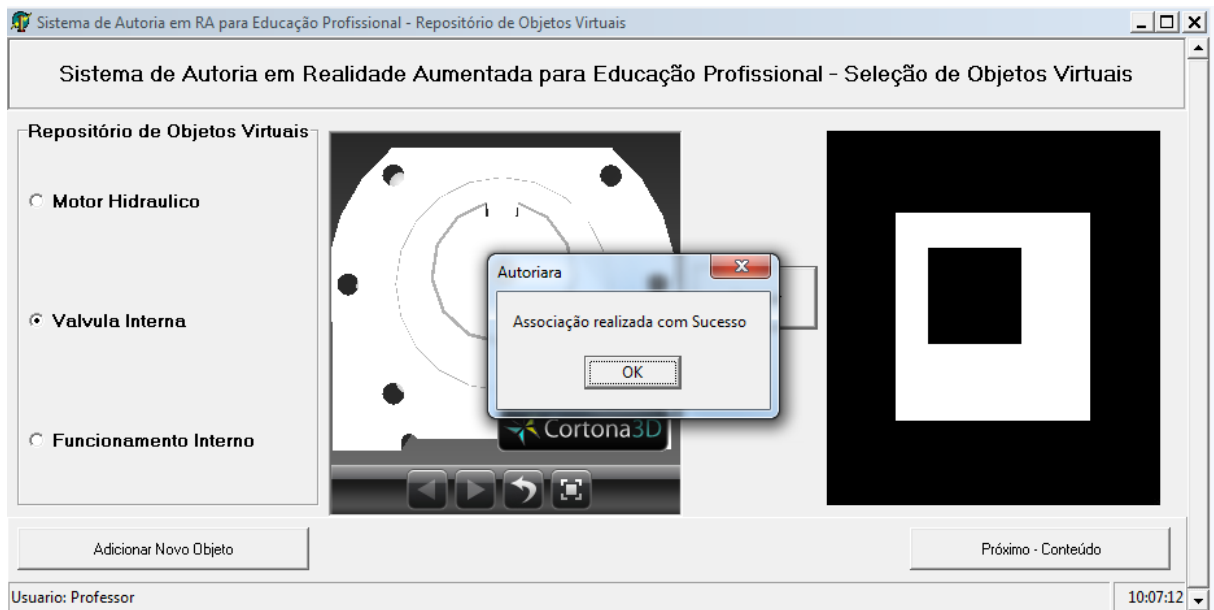 Sistema de Autoria em RA para Educação Profissional - Repositório de Objetos Virtuais
Sistema de Autoria em Realidade Aumentada para Educação Profissional - Seleção de Objetos Virtuais
Repositório de Objetos Virtuais
Motor Hidraulico
Valvula Interna
Funcionamento Interno
Autoriara
Associação realizada com Sucesso
OK
Cortona3D
Adicionar Novo Objeto
Próximo - Conteúdo
Usuario: Professor
10:07:12